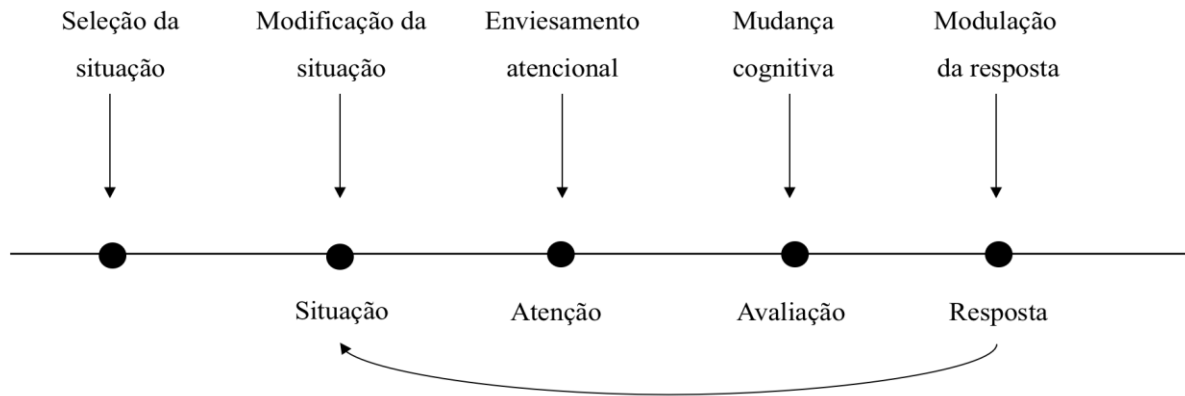 Seleção da
situação
Modificação da
situação
Enviesamento
atencional
Mudança
cognitiva
Modulação
da resposta
Situação
Atenção
Avaliação
Resposta